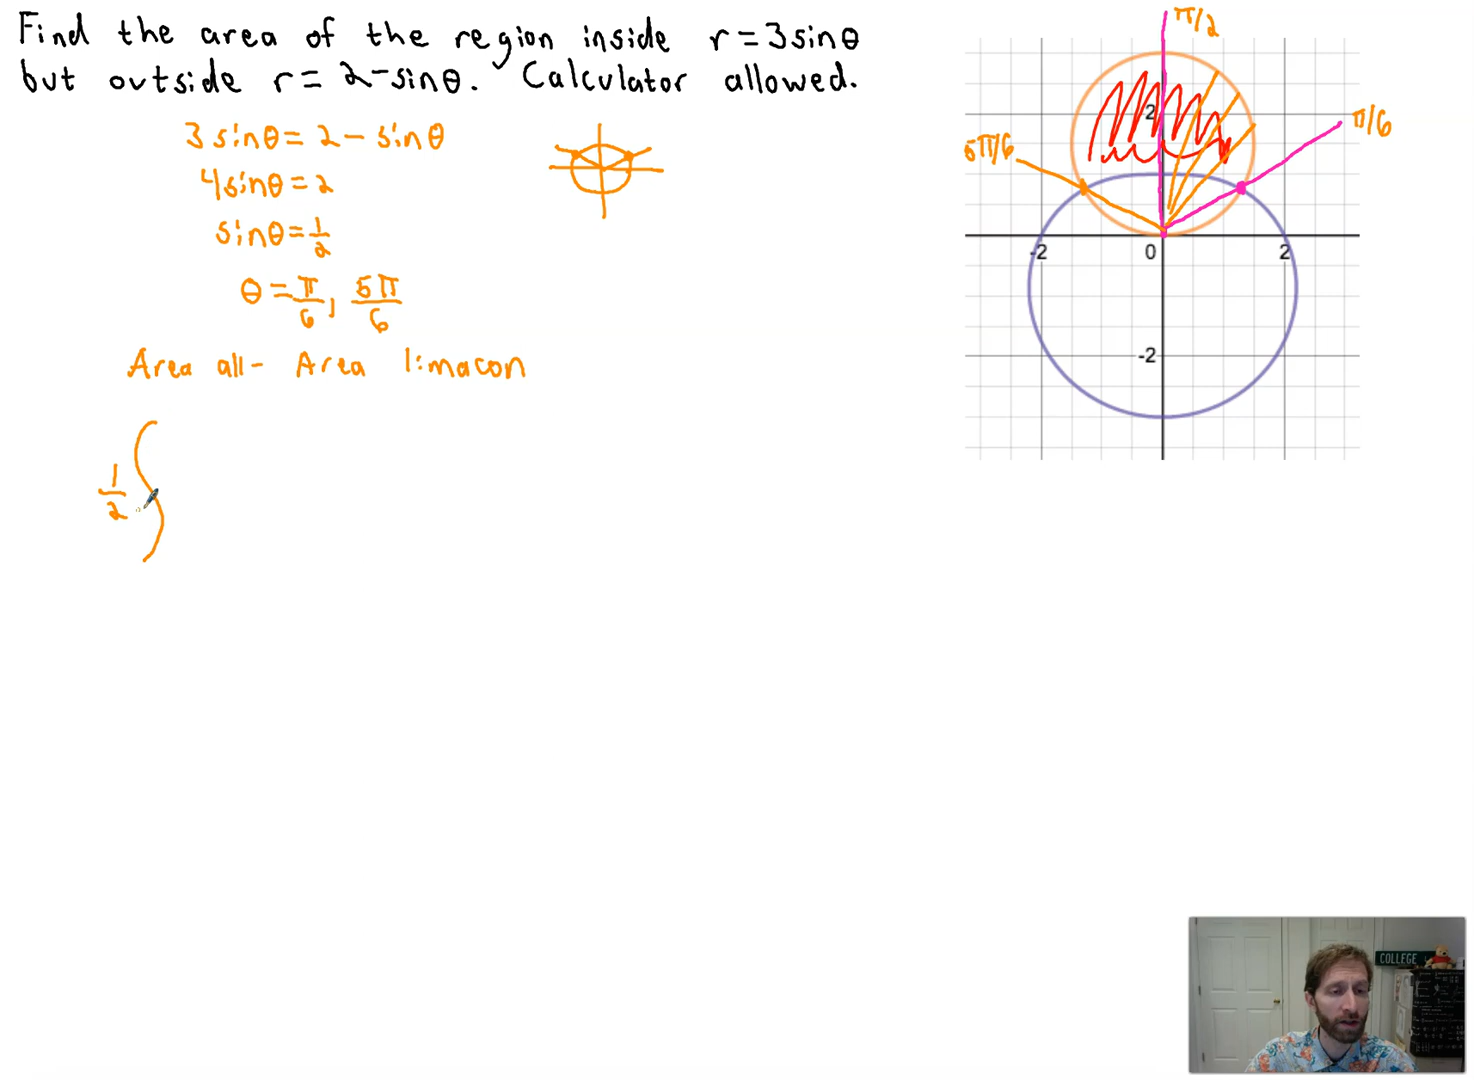 Find the area of the region inside r = 3sinθ
but outside r = 2-sinθ. Calculator allowed.
3sinθ = 2 - sinθ
4sinθ = 2
sinθ = 1/2
θ = π/6, 5π/6
Area all - Area limacon
1/2 ∫
π/2
π/6
5π/6
2
-2
0
2
-2
COLLEGE